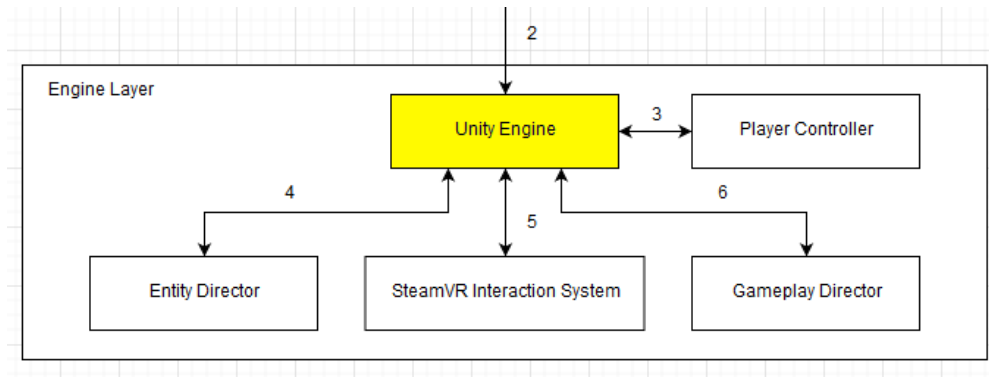 2
Engine Layer
Unity Engine
3
Player Controller
4
5
6
Entity Director
SteamVR Interaction System
Gameplay Director